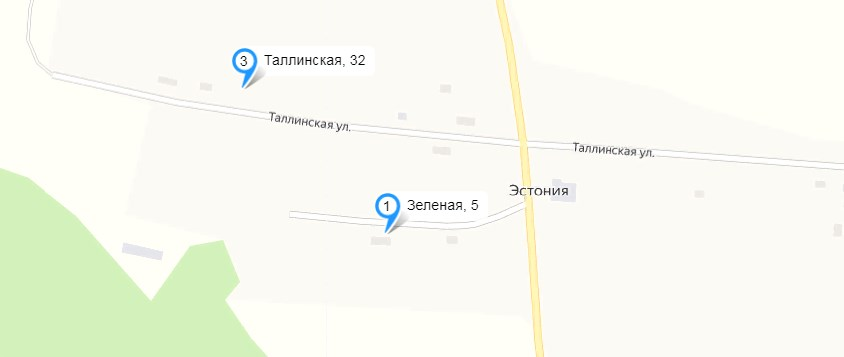 3 Таллинская, 32
Таллинская ул.
Таллинская ул.
Эстония
1 Зеленая, 5